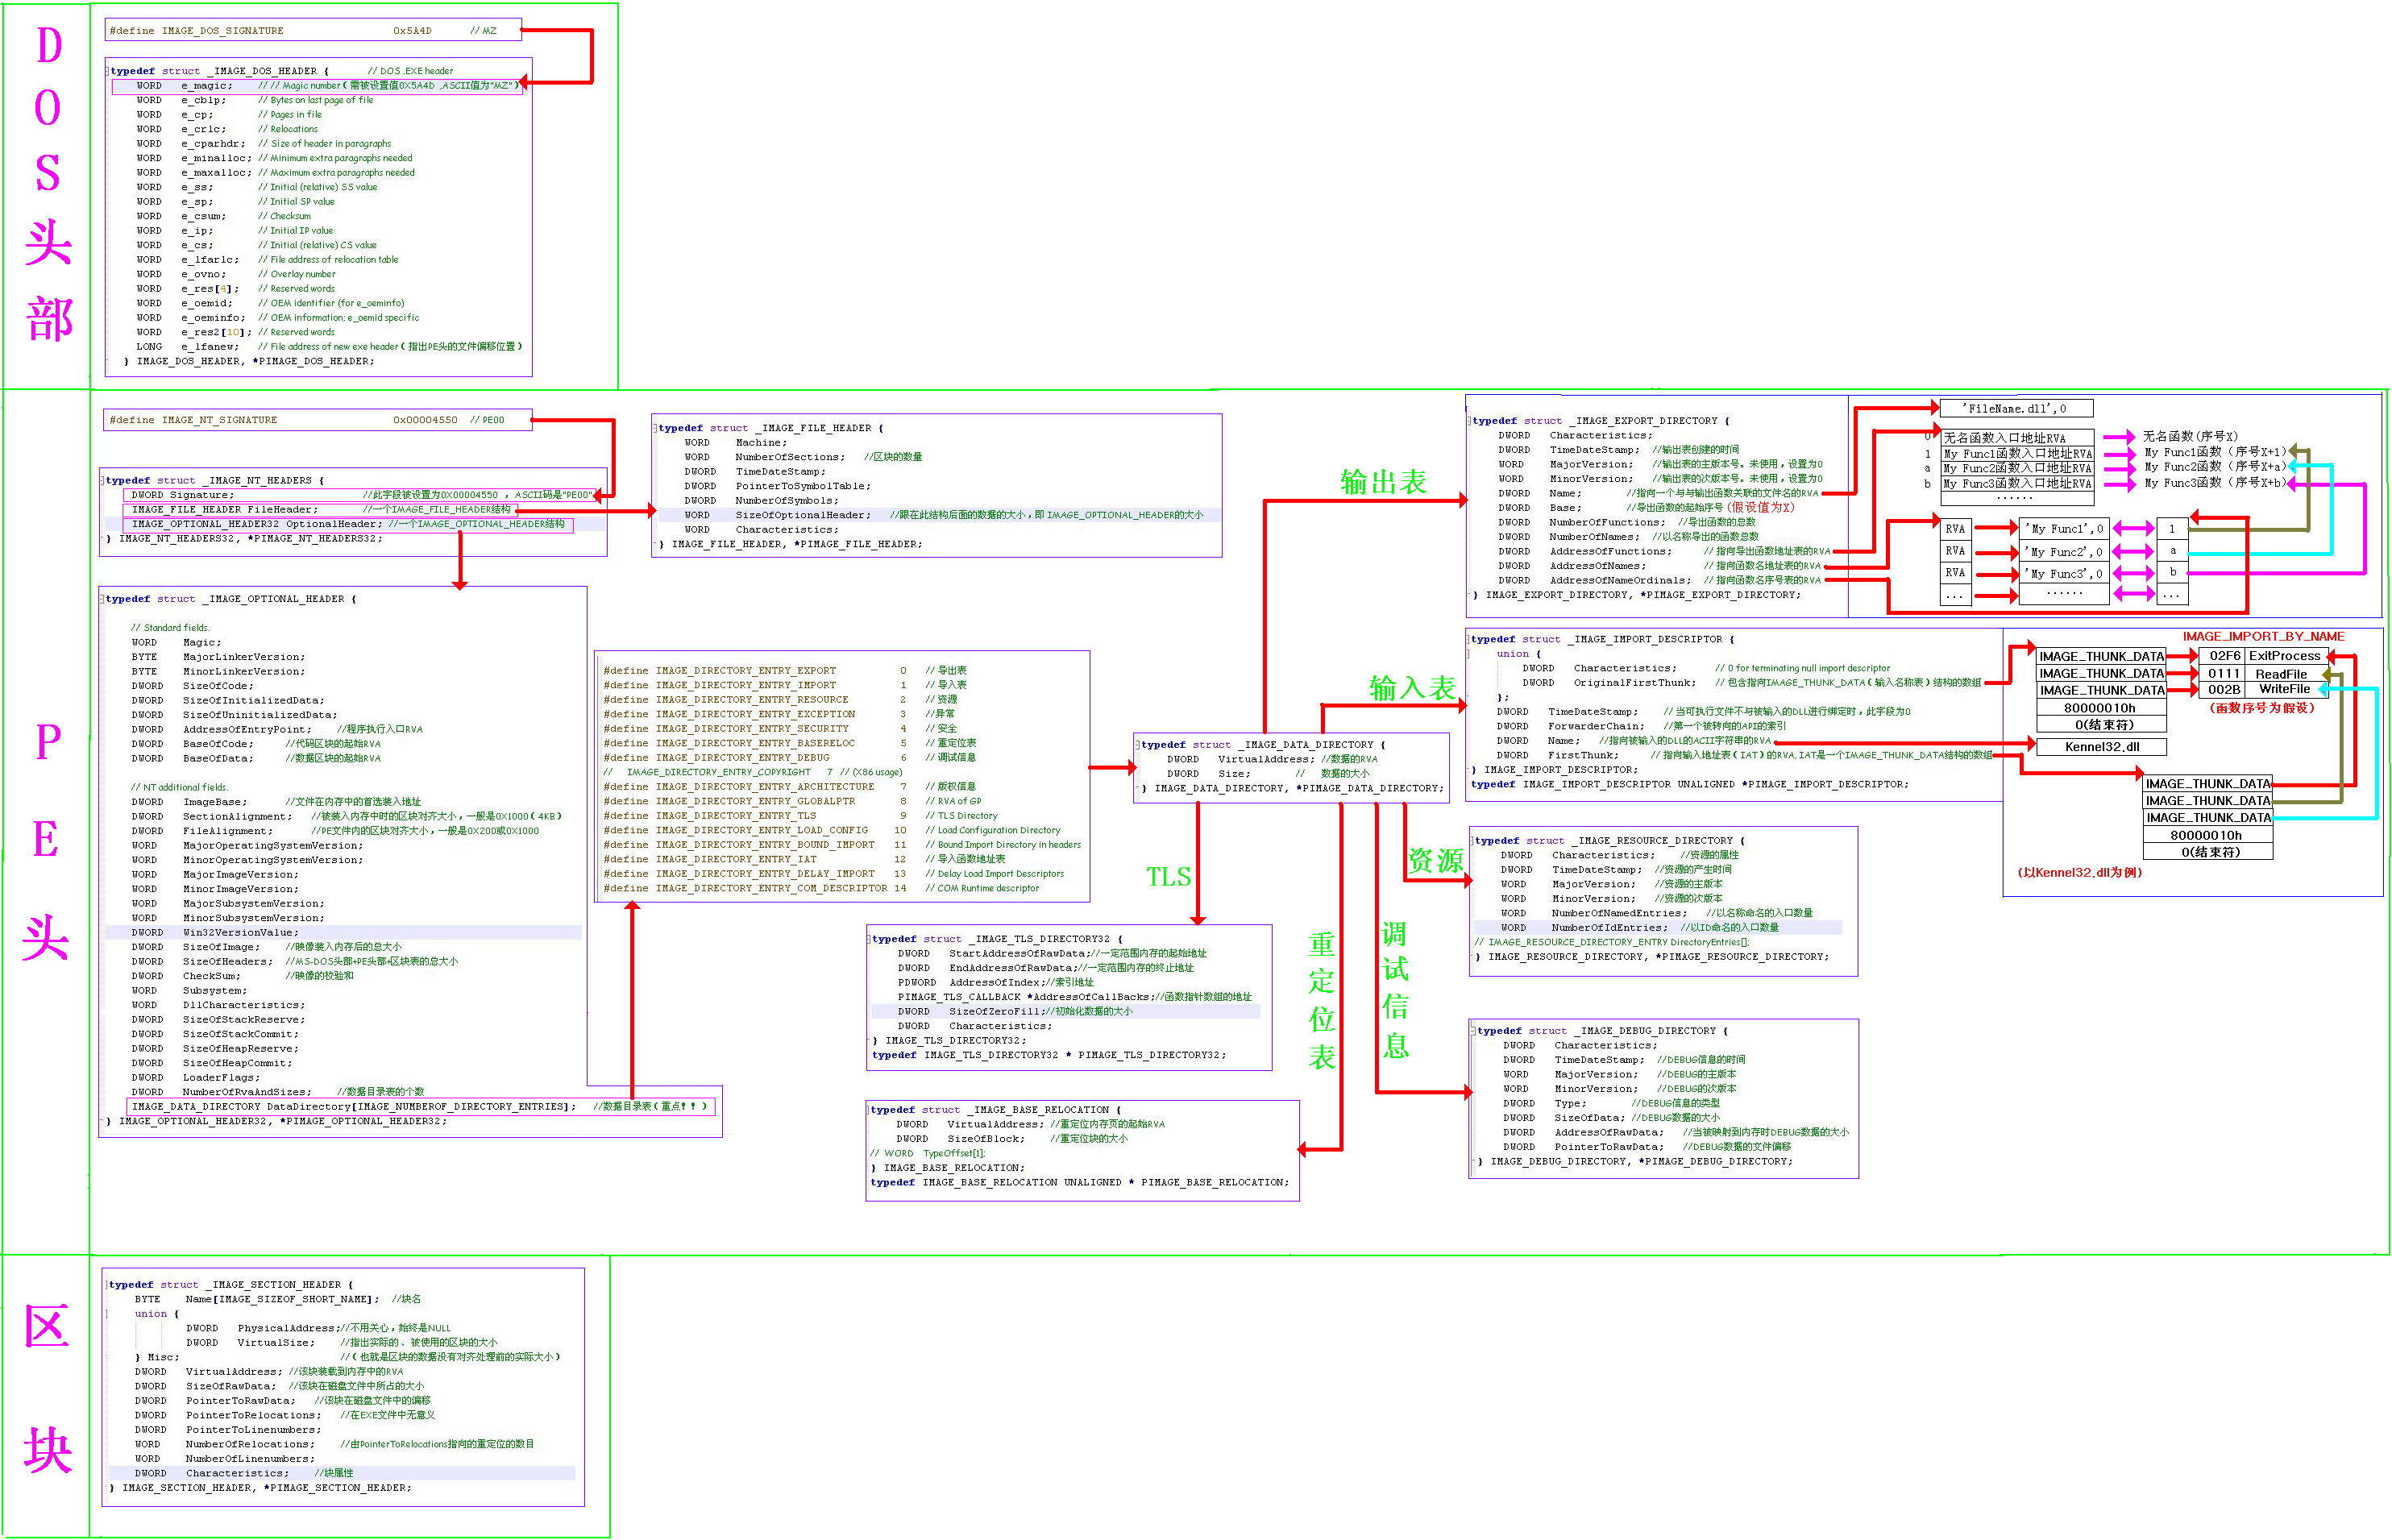 DOS头部
#define IMAGE_DOS_SIGNATURE 0x5A4D // MZ
typedef struct _IMAGE_DOS_HEADER { // DOS .EXE header
WORD e_magic; // // Magic number(需被设置值0X5A4D ,ASCII值为"MZ")
WORD e_cblp; // Bytes on last page of file
WORD e_cp; // Pages in file
WORD e_crlc; // Relocations
WORD e_cparhdr; // Size of header in paragraphs
WORD e_minalloc; // Minimum extra paragraphs needed
WORD e_maxalloc; // Maximum extra paragraphs needed
WORD e_ss; // Initial (relative) SS value
WORD e_sp; // Initial SP value
WORD e_csum; // Checksum
WORD e_ip; // Initial IP value
WORD e_cs; // Initial (relative) CS value
WORD e_lfarlc; // File address of relocation table
WORD e_ovno; // Overlay number
WORD e_res[4]; // Reserved words
WORD e_oemid; // OEM identifier (for e_oeminfo)
WORD e_oeminfo; // OEM information; e_oemid specific
WORD e_res2[10]; // Reserved words
LONG e_lfanew; // File address of new exe header(指出PE头的文件偏移位置)
} IMAGE_DOS_HEADER, *PIMAGE_DOS_HEADER;
PE头
#define IMAGE_NT_SIGNATURE 0x00004550 // PE00
typedef struct _IMAGE_NT_HEADERS {
DWORD Signature; //此字段被设置为0X00004550 , ASCII码是"PE00"
IMAGE_FILE_HEADER FileHeader; //一个IMAGE_FILE_HEADER结构
IMAGE_OPTIONAL_HEADER32 OptionalHeader; //一个IMAGE_OPTIONAL_HEADER结构
} IMAGE_NT_HEADERS32, *PIMAGE_NT_HEADERS32;
typedef struct _IMAGE_FILE_HEADER {
WORD Machine;
WORD NumberOfSections; //区块的数量
DWORD TimeDateStamp;
DWORD PointerToSymbolTable;
DWORD NumberOfSymbols;
WORD SizeOfOptionalHeader; //跟在此结构后面的数据的大小，即 IMAGE_OPTIONAL_HEADER的大小
WORD Characteristics;
} IMAGE_FILE_HEADER, *PIMAGE_FILE_HEADER;
typedef struct _IMAGE_OPTIONAL_HEADER {
// Standard fields.
WORD Magic;
BYTE MajorLinkerVersion;
BYTE MinorLinkerVersion;
DWORD SizeOfCode;
DWORD SizeOfInitializedData;
DWORD SizeOfUninitializedData;
DWORD AddressOfEntryPoint; //程序执行入口RVA
DWORD BaseOfCode; //代码区块的起始RVA
DWORD BaseOfData; //数据区块的起始RVA
// NT additional fields.
DWORD ImageBase; //文件在内存中的首选装入地址
DWORD SectionAlignment; //被装入内存中时的区块对齐大小，一般是0X1000(4KB)
DWORD FileAlignment; //PE文件内的区块对齐大小，一般是0X200或0X1000
WORD MajorOperatingSystemVersion;
WORD MinorOperatingSystemVersion;
WORD MajorImageVersion;
WORD MinorImageVersion;
WORD MajorSubsystemVersion;
WORD MinorSubsystemVersion;
DWORD Win32VersionValue;
DWORD SizeOfImage; //映像装入内存后的总大小
DWORD SizeOfHeaders; //MS-DOS头部+PE头部+区块表的总大小
DWORD CheckSum; //映像的校验和
WORD Subsystem;
WORD DllCharacteristics;
DWORD SizeOfStackReserve;
DWORD SizeOfStackCommit;
DWORD SizeOfHeapReserve;
DWORD SizeOfHeapCommit;
DWORD LoaderFlags;
DWORD NumberOfRvaAndSizes; //数据目录表的个数
IMAGE_DATA_DIRECTORY DataDirectory[IMAGE_NUMBEROF_DIRECTORY_ENTRIES]; //数据目录表(重点!!)
} IMAGE_OPTIONAL_HEADER32, *PIMAGE_OPTIONAL_HEADER32;
#define IMAGE_DIRECTORY_ENTRY_EXPORT 0 // 导出表
#define IMAGE_DIRECTORY_ENTRY_IMPORT 1 // 导入表
#define IMAGE_DIRECTORY_ENTRY_RESOURCE 2 // 资源
#define IMAGE_DIRECTORY_ENTRY_EXCEPTION 3 //异常
#define IMAGE_DIRECTORY_ENTRY_SECURITY 4 // 安全
#define IMAGE_DIRECTORY_ENTRY_BASERELOC 5 // 重定位表
#define IMAGE_DIRECTORY_ENTRY_DEBUG 6 // 调试信息
// IMAGE_DIRECTORY_ENTRY_COPYRIGHT 7 // (X86 usage)
#define IMAGE_DIRECTORY_ENTRY_ARCHITECTURE 7 // 版权信息
#define IMAGE_DIRECTORY_ENTRY_GLOBALPTR 8 // RVA of GP
#define IMAGE_DIRECTORY_ENTRY_TLS 9 // TLS Directory
#define IMAGE_DIRECTORY_ENTRY_LOAD_CONFIG 10 // Load Configuration Directory
#define IMAGE_DIRECTORY_ENTRY_BOUND_IMPORT 11 // Bound Import Directory in headers
#define IMAGE_DIRECTORY_ENTRY_IAT 12 // 导入函数地址表
#define IMAGE_DIRECTORY_ENTRY_DELAY_IMPORT 13 // Delay Load Import Descriptors
#define IMAGE_DIRECTORY_ENTRY_COM_DESCRIPTOR 14 // COM Runtime descriptor
typedef struct _IMAGE_DATA_DIRECTORY {
DWORD VirtualAddress; //数据的RVA
DWORD Size; // 数据的大小
} IMAGE_DATA_DIRECTORY, *PIMAGE_DATA_DIRECTORY;
输出表
输入表
资源
TLS
重定位表
调试信息
typedef struct _IMAGE_TLS_DIRECTORY32 {
DWORD StartAddressOfRawData;//一定范围内存的起始地址
DWORD EndAddressOfRawData;//一定范围内存的终止地址
PDWORD AddressOfIndex;//索引地址
PIMAGE_TLS_CALLBACK *AddressOfCallBacks;//函数指针数组的地址
DWORD SizeOfZeroFill;//初始化数据的大小
DWORD Characteristics;
} IMAGE_TLS_DIRECTORY32;
typedef IMAGE_TLS_DIRECTORY32 * PIMAGE_TLS_DIRECTORY32;
typedef struct _IMAGE_BASE_RELOCATION {
DWORD VirtualAddress; //重定位内存页的起始RVA
DWORD SizeOfBlock; //重定位块的大小
// WORD TypeOffset[1];
} IMAGE_BASE_RELOCATION;
typedef IMAGE_BASE_RELOCATION UNALIGNED * PIMAGE_BASE_RELOCATION;
typedef struct _IMAGE_EXPORT_DIRECTORY {
DWORD Characteristics;
DWORD TimeDateStamp; //输出表创建的时间
WORD MajorVersion; //输出表的主版本号。未使用，设置为0
WORD MinorVersion; //输出表的次版本号。未使用，设置为0
DWORD Name; //指向一个与与输出函数关联的文件名的RVA
DWORD Base; //导出函数的起始序号(假设值为X)
DWORD NumberOfFunctions; //导出函数的总数
DWORD NumberOfNames; //以名称导出的函数总数
DWORD AddressOfFunctions; // 指向导出函数地址表的RVA
DWORD AddressOfNames; // 指向函数名地址表的RVA
DWORD AddressOfNameOrdinals; // 指向函数名序号表的RVA
} IMAGE_EXPORT_DIRECTORY, *PIMAGE_EXPORT_DIRECTORY;
'FileName.dll',0
0 无名函数入口地址RVA 无名函数(序号X)
1 My Func1函数入口地址RVA My Func1函数（序号X+1)
a My Func2函数入口地址RVA My Func2函数（序号X+a)
b My Func3函数入口地址RVA My Func3函数（序号X+b)
······
RVA 'My Func1',0 1
RVA 'My Func2',0 a
RVA 'My Func3',0 b
... ······ ...
typedef struct _IMAGE_IMPORT_DESCRIPTOR {
union {
DWORD Characteristics; // 0 for terminating null import descriptor
DWORD OriginalFirstThunk; // 包含指向IMAGE_THUNK_DATA(输入名称表)结构的数组
};
DWORD TimeDateStamp; // 当可执行文件不与被输入的DLL进行绑定时，此字段为0
DWORD ForwarderChain; //第一个被转向的API的索引
DWORD Name; //指向被输入的DLL的ACII字符串的RVA
DWORD FirstThunk; // 指向输入地址表(IAT)的RVA,IAT是一个IMAGE_THUNK_DATA结构的数组
} IMAGE_IMPORT_DESCRIPTOR;
typedef IMAGE_IMPORT_DESCRIPTOR UNALIGNED *PIMAGE_IMPORT_DESCRIPTOR;
IMAGE_IMPORT_BY_NAME
IMAGE_THUNK_DATA 02F6 ExitProcess
IMAGE_THUNK_DATA 0111 ReadFile
IMAGE_THUNK_DATA 002B WriteFile
80000010h (函数序号为假设)
0(结束符)
Kennel32.dll
IMAGE_THUNK_DATA
IMAGE_THUNK_DATA
IMAGE_THUNK_DATA
80000010h
0(结束符)
(以Kennel32.dll为例)
typedef struct _IMAGE_RESOURCE_DIRECTORY {
DWORD Characteristics; //资源的属性
DWORD TimeDateStamp; //资源的产生时间
WORD MajorVersion; //资源的主版本
WORD MinorVersion; //资源的次版本
WORD NumberOfNamedEntries; //以名称命名的入口数量
WORD NumberOfIdEntries; //以ID命名的入口数量
// IMAGE_RESOURCE_DIRECTORY_ENTRY DirectoryEntries[];
} IMAGE_RESOURCE_DIRECTORY, *PIMAGE_RESOURCE_DIRECTORY;
typedef struct _IMAGE_DEBUG_DIRECTORY {
DWORD Characteristics;
DWORD TimeDateStamp; //DEBUG信息的时间
WORD MajorVersion; //DEBUG的主版本
WORD MinorVersion; //DEBUG的次版本
DWORD Type; //DEBUG信息的类型
DWORD SizeOfData; //DEBUG数据的大小
DWORD AddressOfRawData; //当被映射到内存时DEBUG数据的大小
DWORD PointerToRawData; //DEBUG数据的文件偏移
} IMAGE_DEBUG_DIRECTORY, *PIMAGE_DEBUG_DIRECTORY;
区块
typedef struct _IMAGE_SECTION_HEADER {
BYTE Name[IMAGE_SIZEOF_SHORT_NAME]; //块名
union {
DWORD PhysicalAddress;//不用关心，始终是NULL
DWORD VirtualSize; //指出实际的、被使用的区块的大小
} Misc; //(也就是区块的数据没有对齐处理前的实际大小)
DWORD VirtualAddress; //该块装载到内存中的RVA
DWORD SizeOfRawData; //该块在磁盘文件中所占的大小
DWORD PointerToRawData; //该块在磁盘文件中的偏移
DWORD PointerToRelocations; //在EXE文件中无意义
DWORD PointerToLinenumbers;
WORD NumberOfRelocations; //由PointerToRelocations指向的重定位的数目
WORD NumberOfLinenumbers;
DWORD Characteristics; //块属性
} IMAGE_SECTION_HEADER, *PIMAGE_SECTION_HEADER;